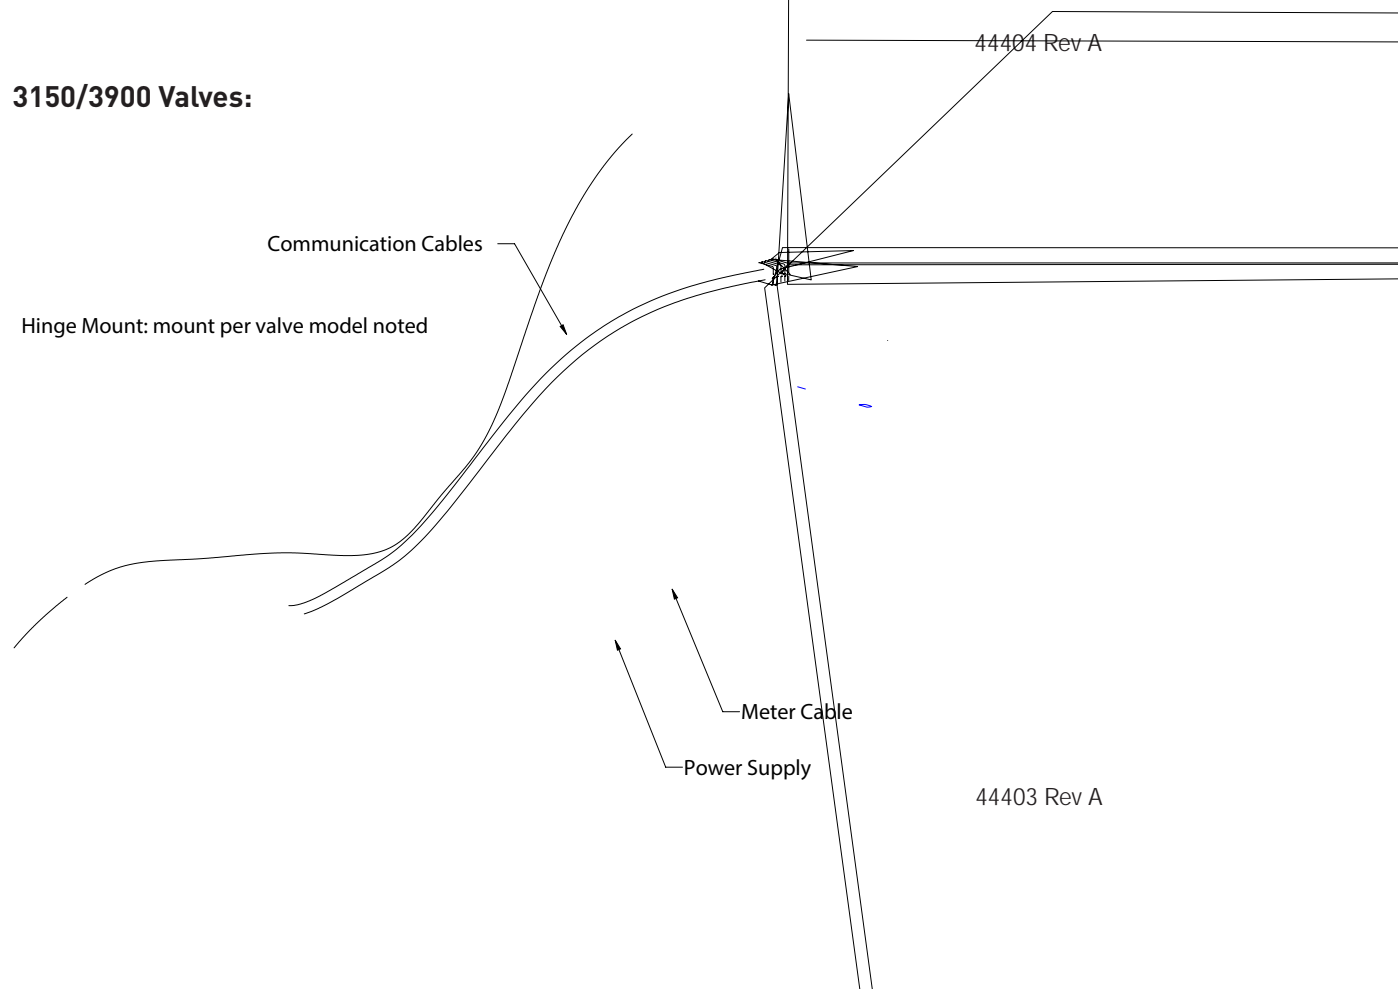 44404 Rev A
3150/3900 Valves:
Communication Cables
Hinge Mount: mount per valve model noted
Meter Cable
Power Supply
44403 Rev A